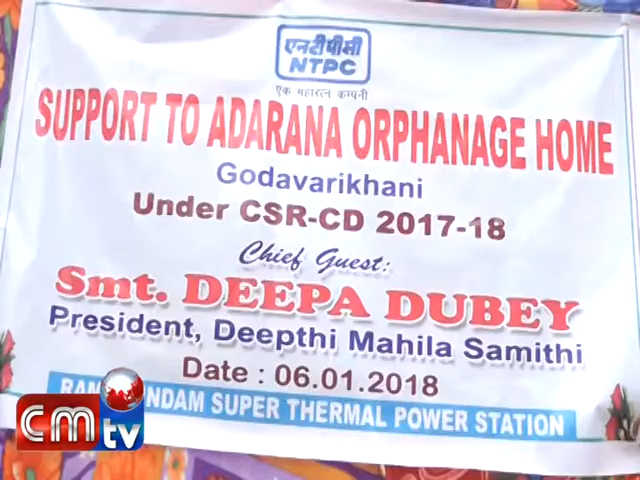 एनटीपीसी
NTPC
एक महारत्न कम्पनी
SUPPORT TO ADARANA ORPHANAGE HOME
Godavarikhani
Under CSR-CD 2017-18
Chief Guest:
Smt. DEEPA DUBEY
President, Deepthi Mahila Samithi
Date : 06.01.2018
NDAM SUPER THERMAL POWER STATION
cm
tv